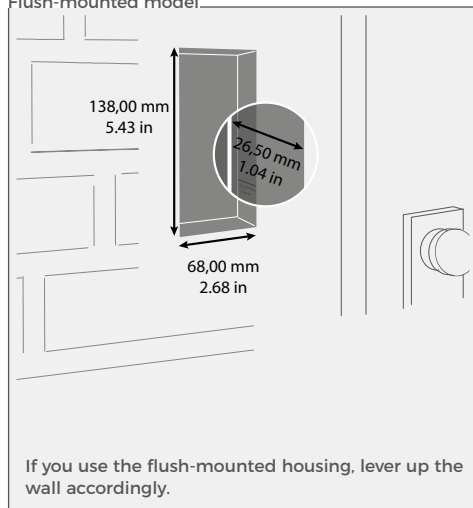 Flush-mounted model
138,00 mm
5.43 in
26,50 mm
1.04 in
68,00 mm
2.68 in
If you use the flush-mounted housing, lever up the
wall accordingly.